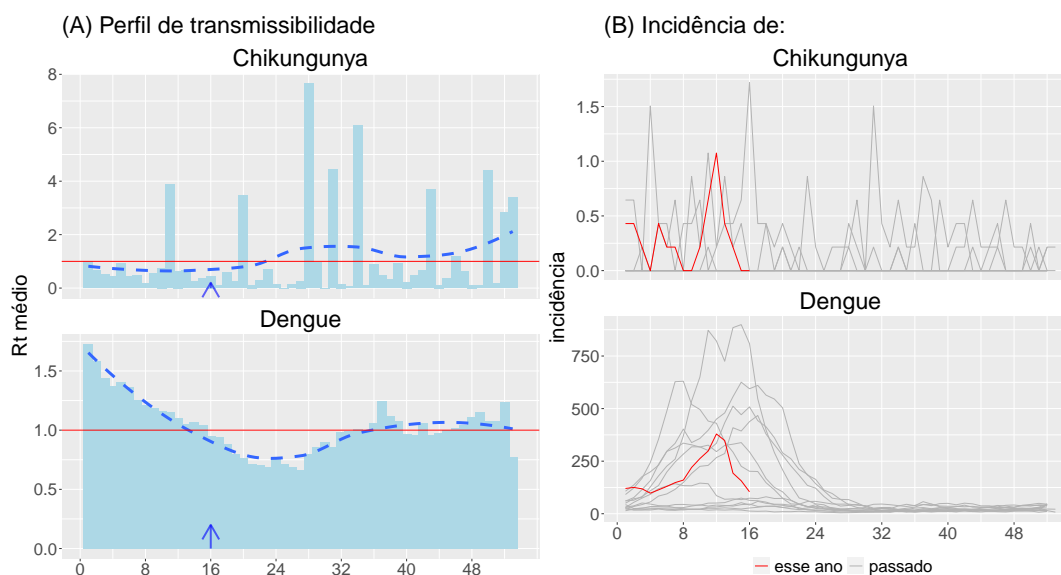 (A) Perfil de transmissibilidade
Chikungunya
8
6
4
2
0
Dengue
1.5
1.0
0.5
0.0
0 8 16 24 32 40 48
Rt médio
(B) Incidência de:
Chikungunya
1.5
1.0
0.5
0.0
Dengue
750
500
250
0
0 8 16 24 32 40 48
incidência
esse ano passado